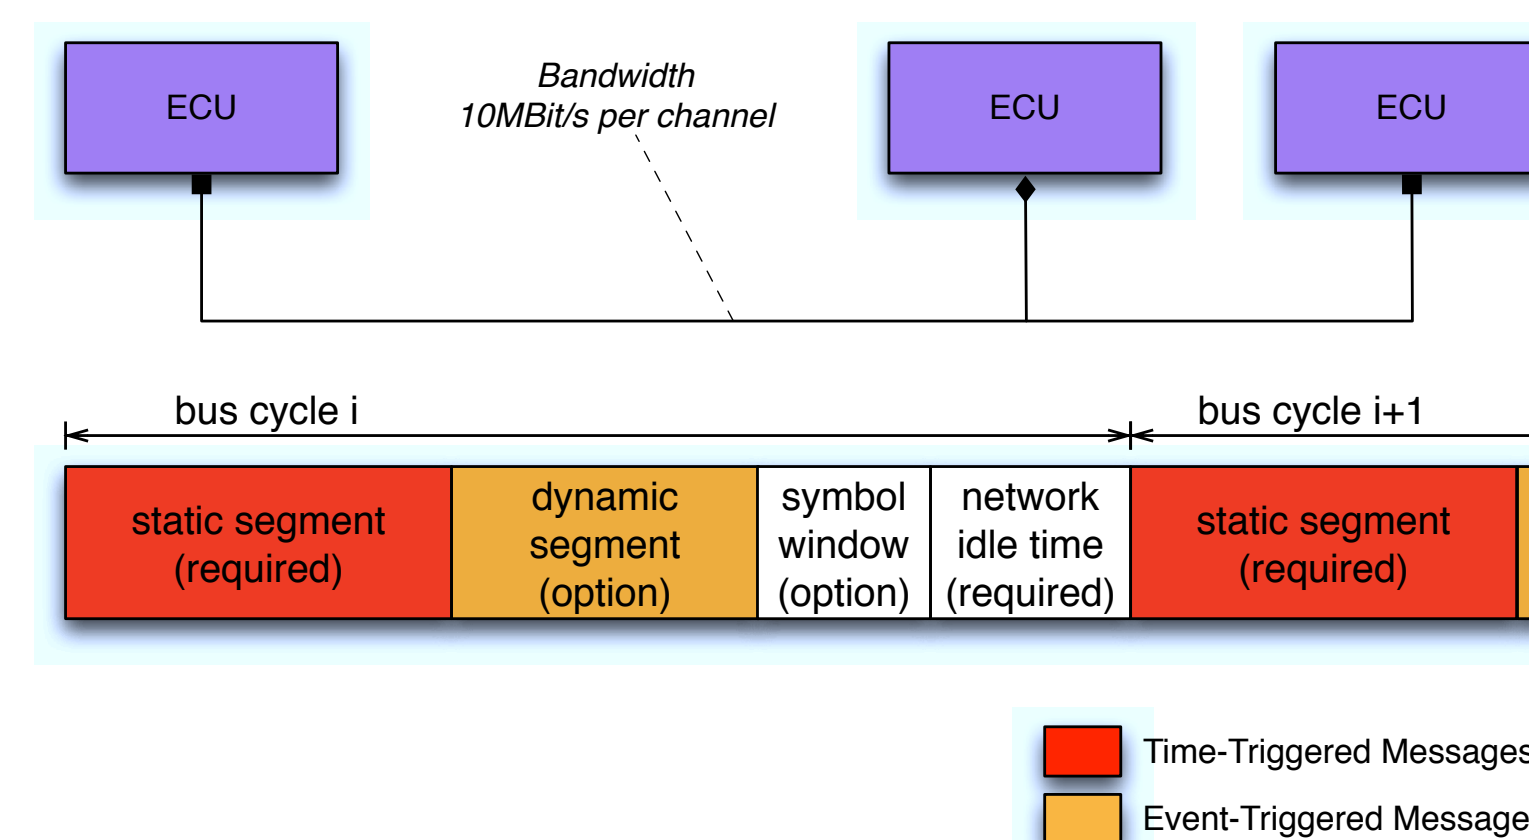 ECU
Bandwidth
10MBit/s per channel
ECU
ECU
bus cycle i
bus cycle i+1
static segment
(required)
dynamic
segment
(option)
symbol
window
(option)
network
idle time
(required)
static segment
(required)
Time-Triggered Messages
Event-Triggered Message